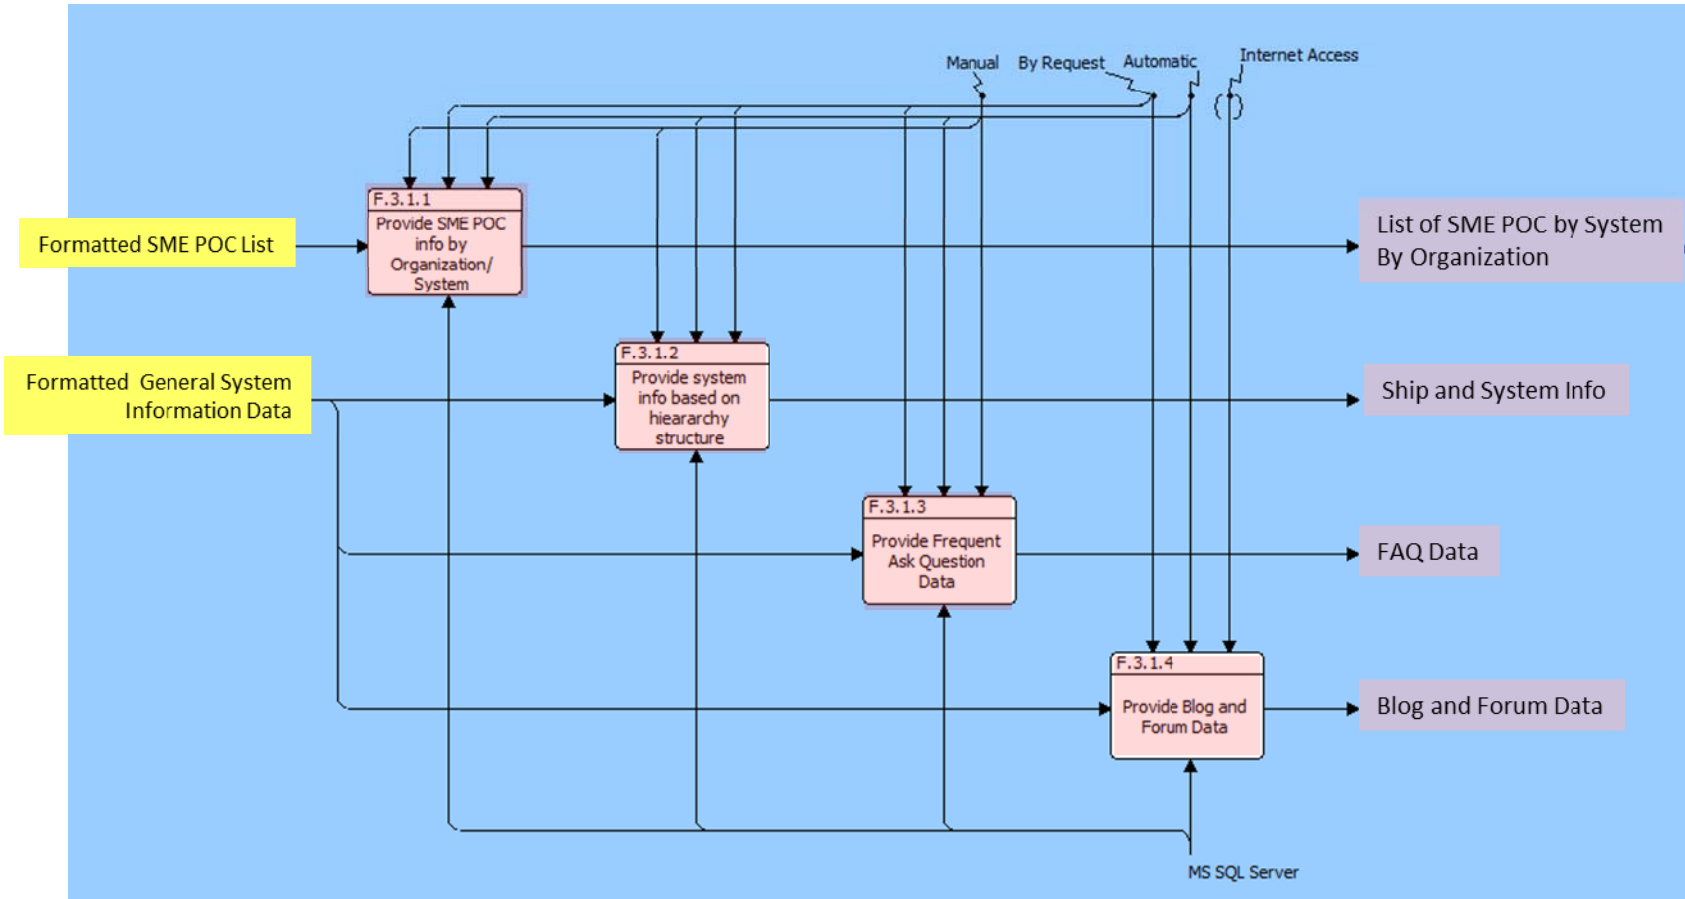 Manual
By Request
Automatic
Internet Access
F.3.1.1
Provide SME POC
info by
Organization/
System
Formatted SME POC List
List of SME POC by System
By Organization
F.3.1.2
Provide system
info based on
hieararchy
structure
Formatted  General System
Information Data
Ship and System Info
F.3.1.3
Provide Frequent
Ask Question
Data
FAQ Data
F.3.1.4
Provide Blog and
Forum Data
Blog and Forum Data
MS SQL Server